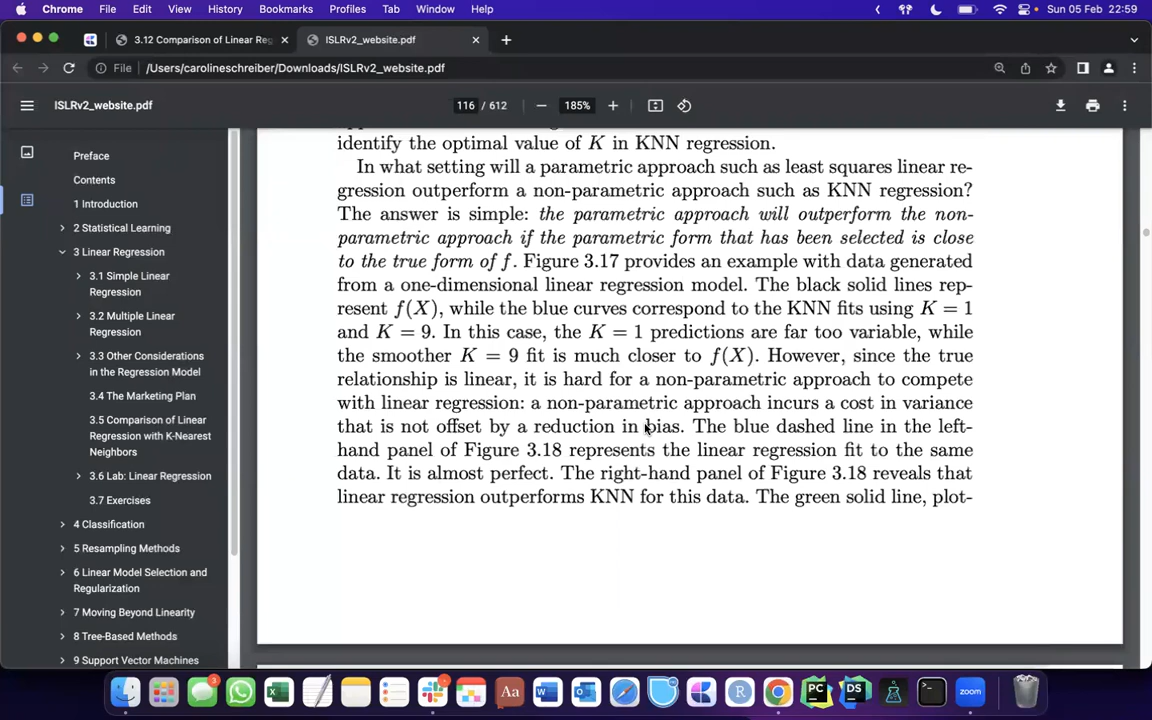 Chrome File Edit View History Bookmarks Profiles Tab Window Help Sun 05 Feb 22:59
3.12 Comparison of Linear Reg
ISLRv2_website.pdf
File /Users/carolineschreiber/Downloads/ISLRv2_website.pdf
ISLRv2_website.pdf 116 / 612 185%
Preface
Contents
1 Introduction
2 Statistical Learning
3 Linear Regression
3.1 Simple Linear
Regression
3.2 Multiple Linear
Regression
3.3 Other Considerations
in the Regression Model
3.4 The Marketing Plan
3.5 Comparison of Linear
Regression with K-Nearest
Neighbors
3.6 Lab: Linear Regression
3.7 Exercises
4 Classification
5 Resampling Methods
6 Linear Model Selection and
Regularization
7 Moving Beyond Linearity
8 Tree-Based Methods
9 Support Vector Machines
identify the optimal value of K in KNN regression.
In what setting will a parametric approach such as least squares linear re-
gression outperform a non-parametric approach such as KNN regression?
The answer is simple: the parametric approach will outperform the non-
parametric approach if the parametric form that has been selected is close
to the true form of f. Figure 3.17 provides an example with data generated
from a one-dimensional linear regression model. The black solid lines rep-
resent f(X), while the blue curves correspond to the KNN fits using K = 1
and K = 9. In this case, the K = 1 predictions are far too variable, while
the smoother K = 9 fit is much closer to f(X). However, since the true
relationship is linear, it is hard for a non-parametric approach to compete
with linear regression: a non-parametric approach incurs a cost in variance
that is not offset by a reduction in bias. The blue dashed line in the left-
hand panel of Figure 3.18 represents the linear regression fit to the same
data. It is almost perfect. The right-hand panel of Figure 3.18 reveals that
linear regression outperforms KNN for this data. The green solid line, plot-
3
Aa
W
R
PC
DS
zoom